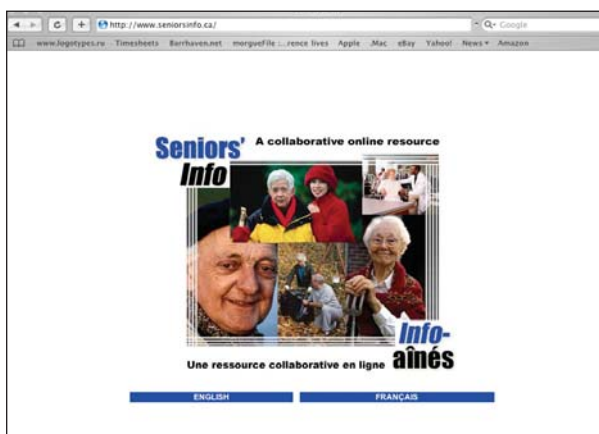 http://www.seniorsinfo.ca/
Google
www.logotypes.ru Timesheets Barrhaven.net morgueFile :...rence lives Apple .Mac eBay Yahoo! News Amazon
Seniors' A collaborative online resource
Info
Info-
Une ressource collaborative en ligne aînés
ENGLISH FRANÇAIS